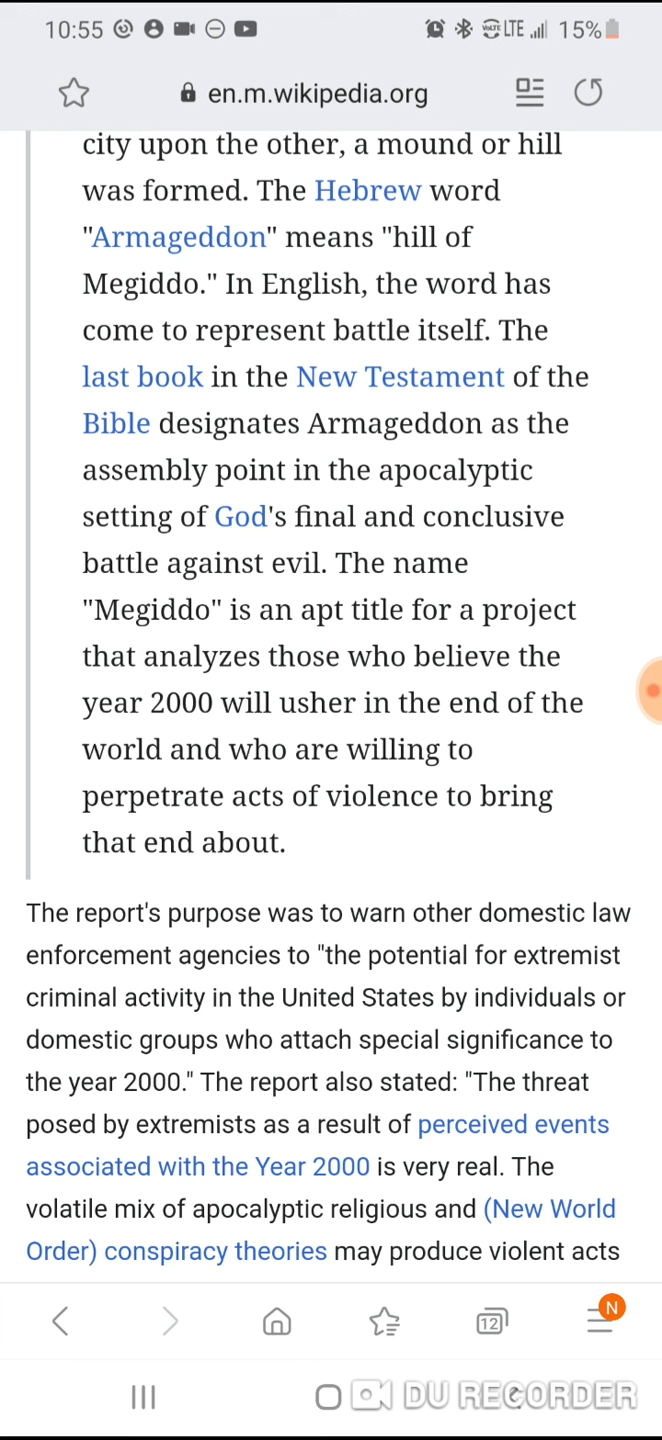 10:55 VoLTE LTE 15%
en.m.wikipedia.org
city upon the other, a mound or hill
was formed. The Hebrew word
"Armageddon" means "hill of
Megiddo." In English, the word has
come to represent battle itself. The
last book in the New Testament of the
Bible designates Armageddon as the
assembly point in the apocalyptic
setting of God's final and conclusive
battle against evil. The name
"Megiddo" is an apt title for a project
that analyzes those who believe the
year 2000 will usher in the end of the
world and who are willing to
perpetrate acts of violence to bring
that end about.
The report's purpose was to warn other domestic law
enforcement agencies to "the potential for extremist
criminal activity in the United States by individuals or
domestic groups who attach special significance to
the year 2000." The report also stated: "The threat
posed by extremists as a result of perceived events
associated with the Year 2000 is very real. The
volatile mix of apocalyptic religious and (New World
Order) conspiracy theories may produce violent acts
12
N
DU RECORDER